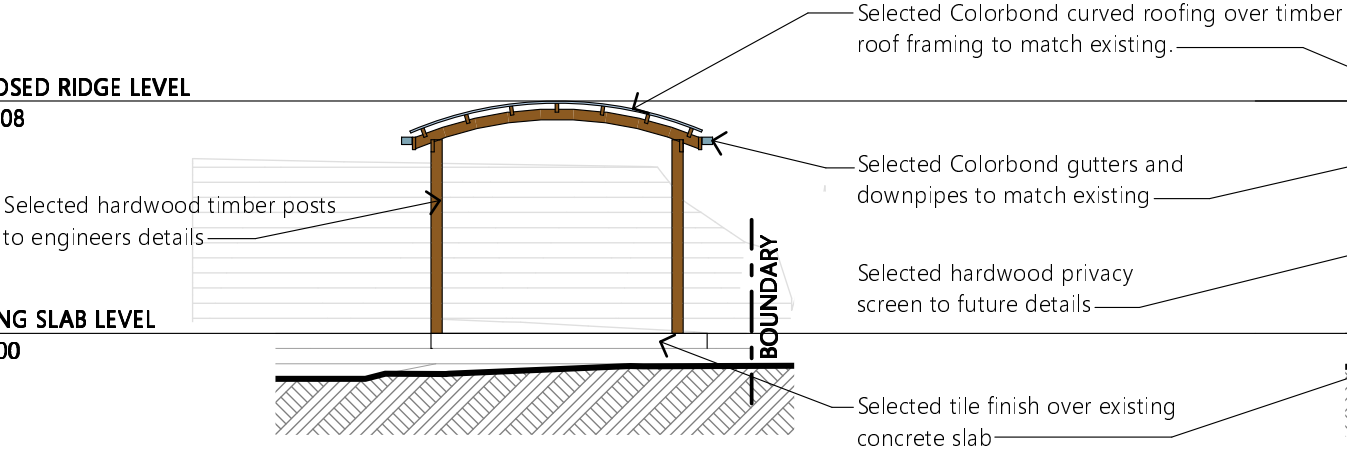 Selected Colorbond curved roofing over timber
roof framing to match existing.
OSED RIDGE LEVEL
08
Selected Colorbond gutters and
downpipes to match existing
Selected hardwood timber posts
to engineers details
BOUNDARY
Selected hardwood privacy
screen to future details
NG SLAB LEVEL
00
Selected tile finish over existing
concrete slab